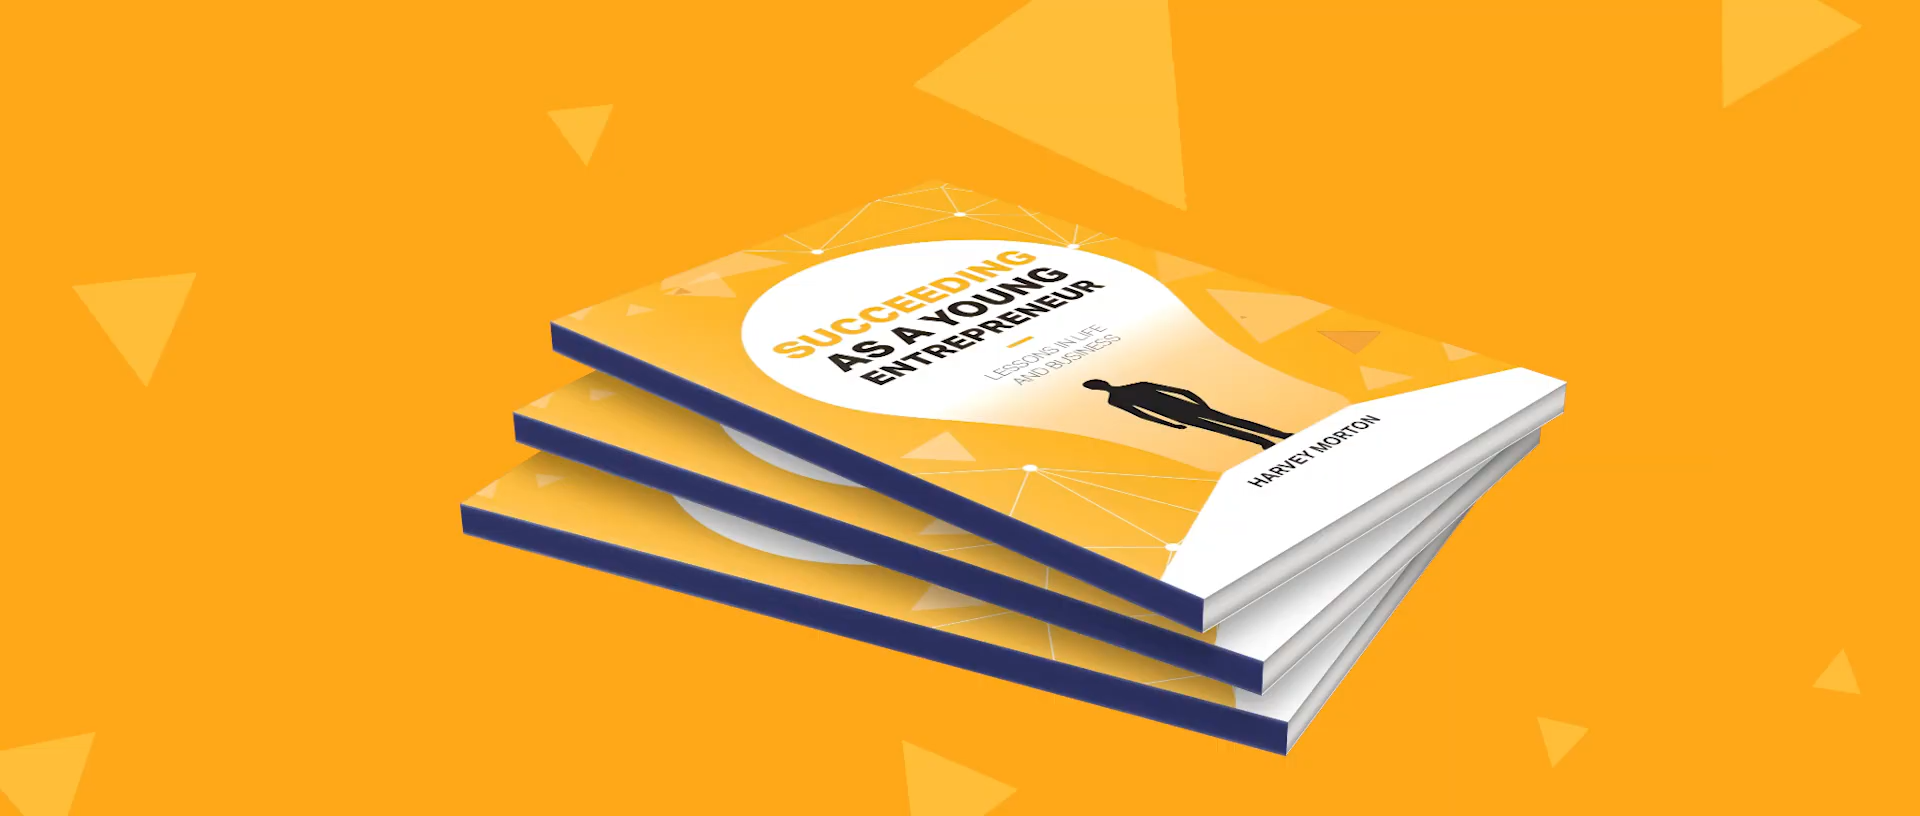 SUCCEEDING
AS A YOUNG
ENTREPRENEUR
LESSONS IN LIFE
AND BUSINESS
HARVEY MORTON